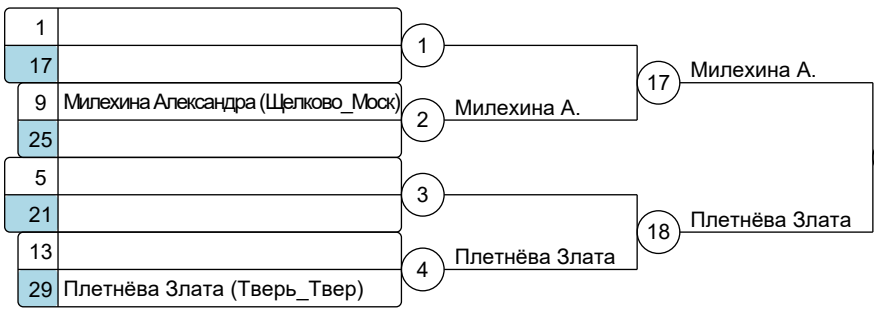 1
17
1
17
Милехина А.
9 Милехина Александра (Щелково_Моск)
25
2
Милехина А.
5
21
3
18
Плетнёва Злата
13
29 Плетнёва Злата (Тверь_Твер)
4
Плетнёва Злата